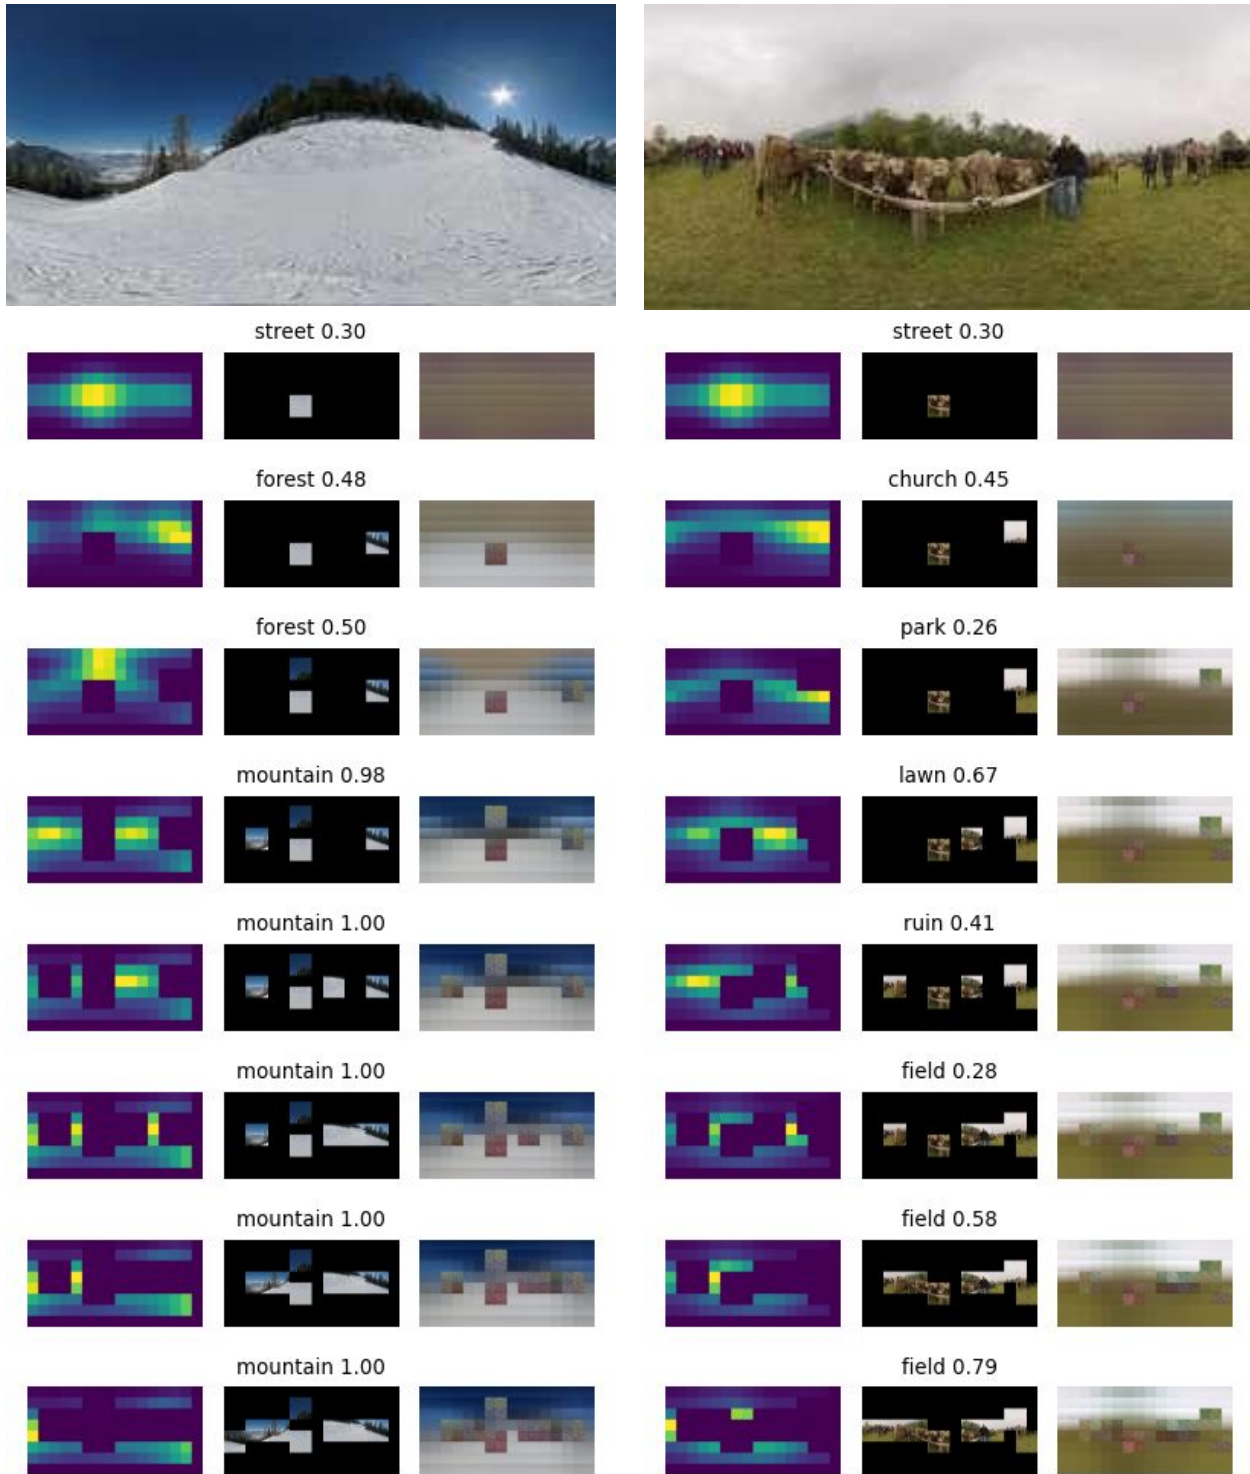 street 0.30
street 0.30
forest 0.48
church 0.45
forest 0.50
park 0.26
mountain 0.98
lawn 0.67
mountain 1.00
ruin 0.41
mountain 1.00
field 0.28
mountain 1.00
field 0.58
mountain 1.00
field 0.79